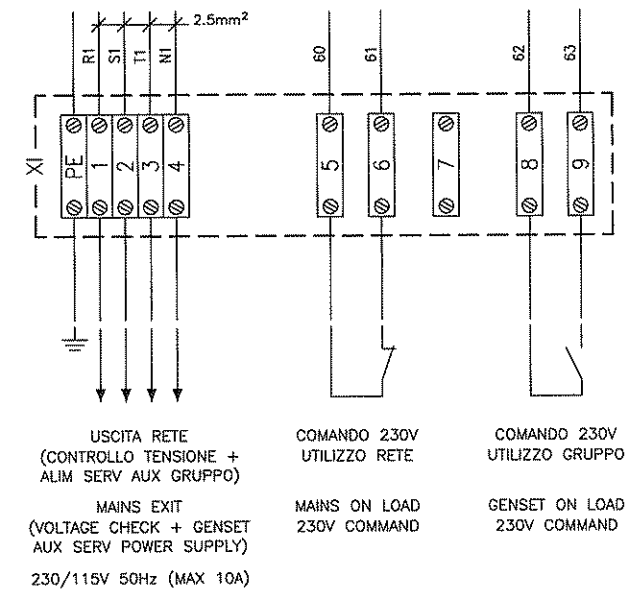 2.5mm²
R1
S1
T1
N1
60
61
62
63
X1
PE
1
2
3
4
5
6
7
8
9
USCITA RETE
(CONTROLLO TENSIONE +
ALIM SERV AUX GRUPPO)
MAINS EXIT
(VOLTAGE CHECK + GENSET
AUX SERV POWER SUPPLY)
230/115V 50Hz (MAX 10A)
COMANDO 230V
UTILIZZO RETE
MAINS ON LOAD
230V COMMAND
COMANDO 230V
UTILIZZO GRUPPO
GENSET ON LOAD
230V COMMAND